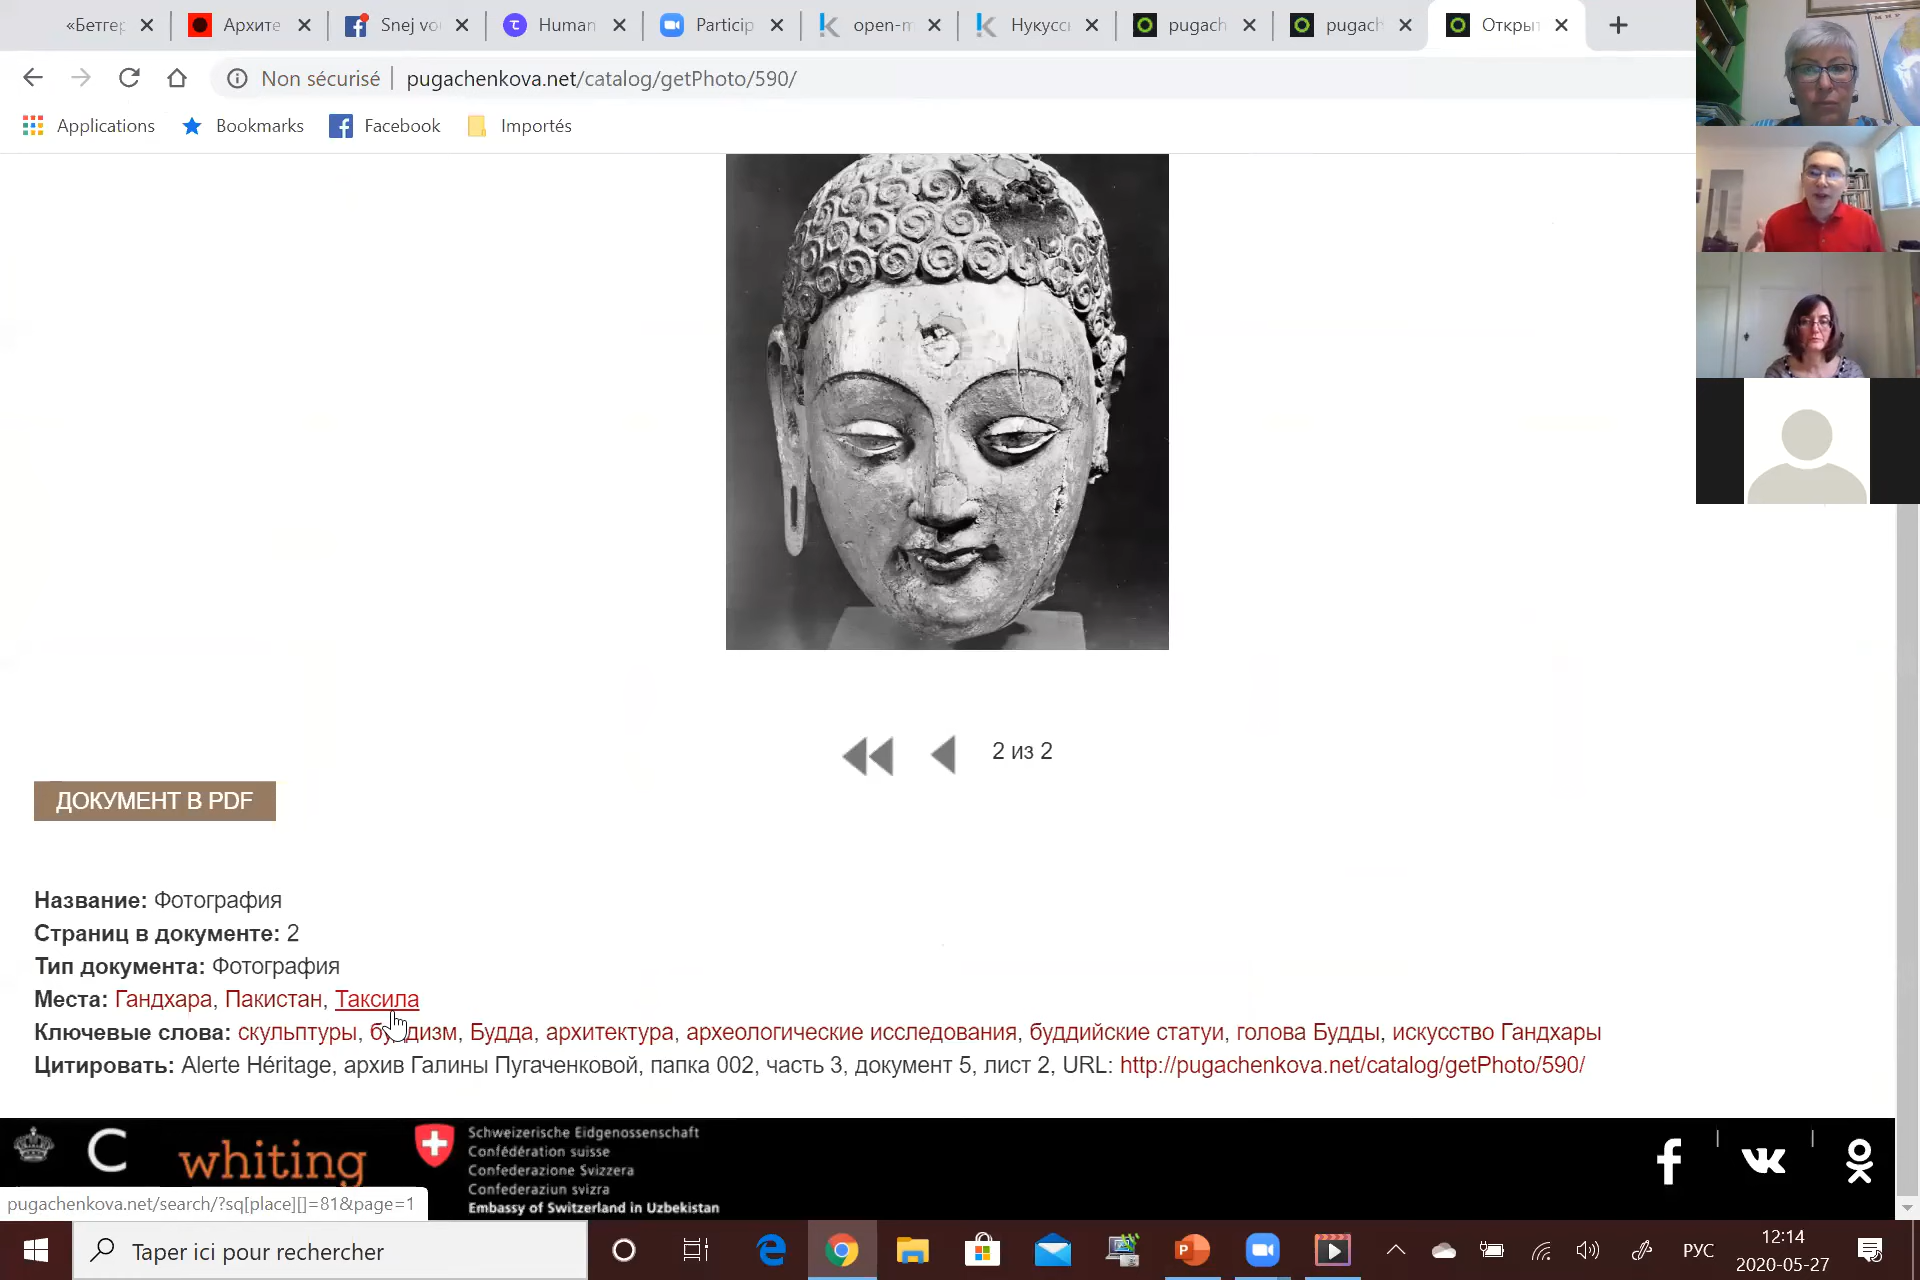 «Бетгер
Архите
Snej vo
Human
Particip
open-m
Нукусск
pugach
pugach
Откры
Non sécurisé
pugachenkova.net/catalog/getPhoto/590/
Applications
Bookmarks
Facebook
Importés
2 из 2
ДОКУМЕНТ В PDF
Название: Фотография
Страниц в документе: 2
Тип документа: Фотография
Места: Гандхара, Пакистан, Таксила
Ключевые слова: скульптуры, буддизм, Будда, архитектура, археологические исследования, буддийские статуи, голова Будды, искусство Гандхары
Цитировать: Alerte Héritage, архив Галины Пугаченковой, папка 002, часть 3, документ 5, лист 2, URL: http://pugachenkova.net/catalog/getPhoto/590/
C
whiting
Schweizerische Eidgenossenschaft
Confédération suisse
Confederazione Svizzera
Confederaziun svizra
Embassy of Switzerland in Uzbekistan
pugachenkova.net/search/?sq[place][]=81&page=1
Taper ici pour rechercher
РУС
12:14
2020-05-27